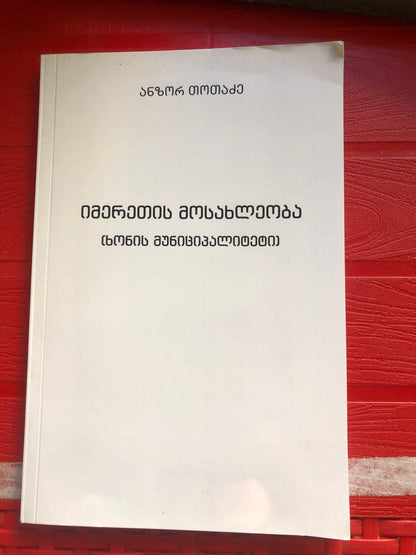 ანზორ თოთაძე
იმერეთის მოსახლეობა
(ხონის მუნიციპალიტეტი)